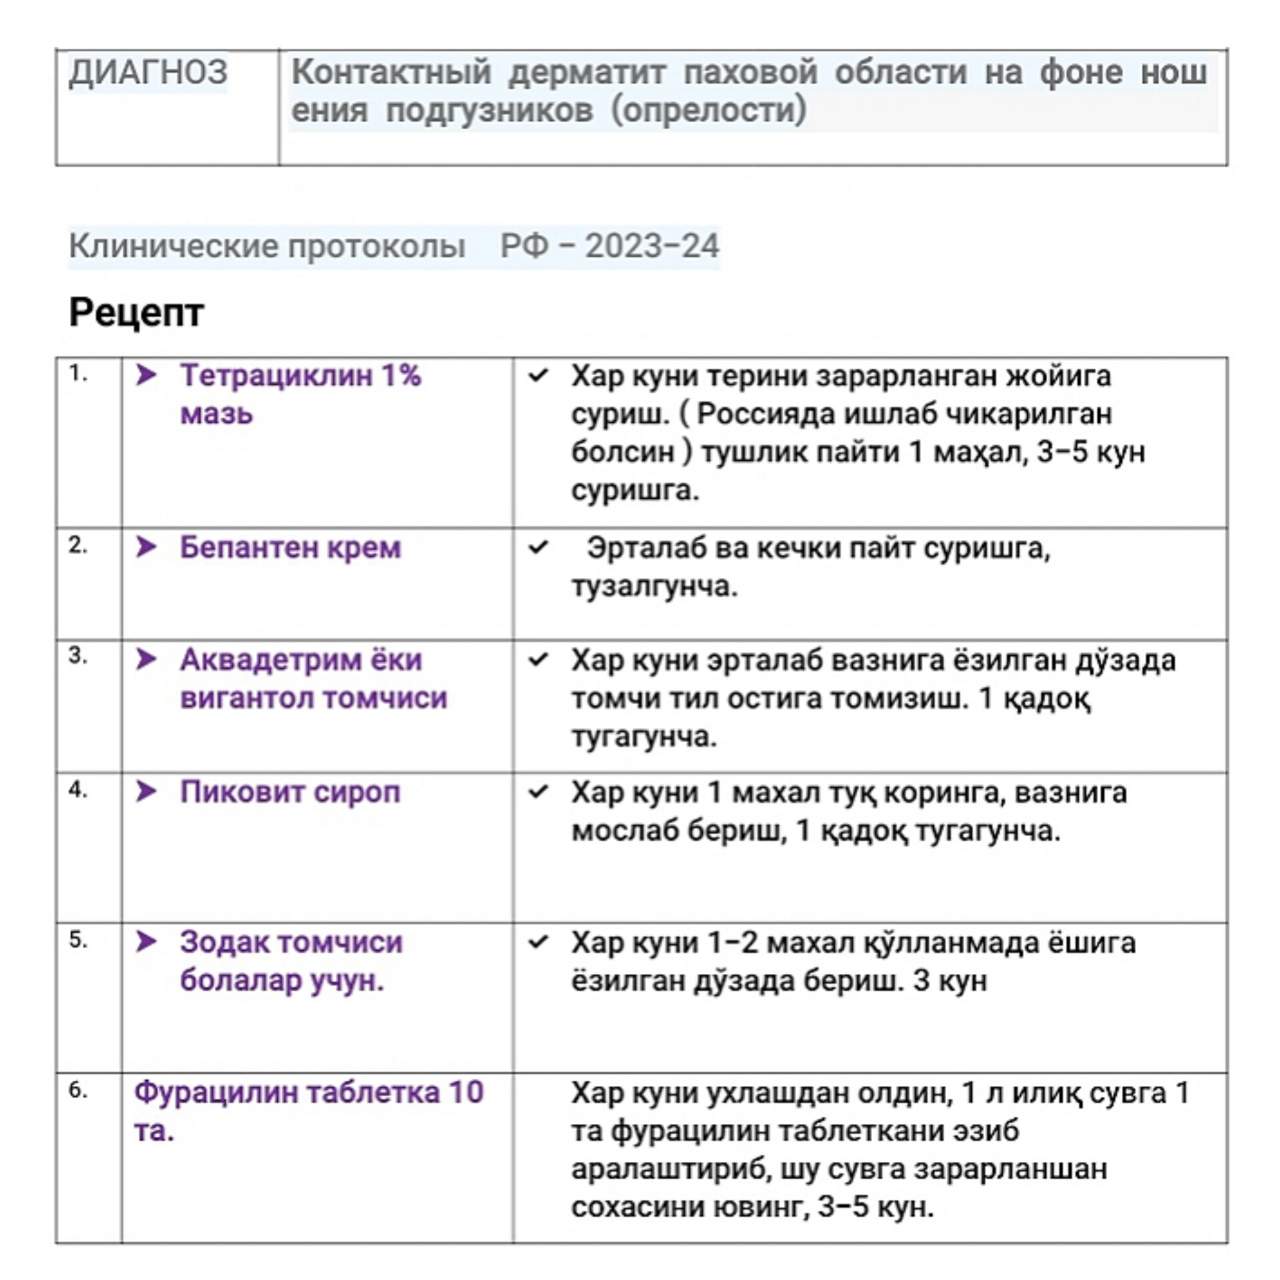 ДИАГНОЗ
Контактный дерматит паховой области на фоне нош
ения подгузников (опрелости)
Клинические протоколы РФ – 2023–24
Рецепт
1.
➤ Тетрациклин 1%
мазь
✓ Хар куни терини зарарланган жойига
суриш. ( Россияда ишлаб чикарилган
болсин ) тушлик пайти 1 маҳал, 3–5 кун
суришга.
2.
➤ Бепантен крем
✓ Эрталаб ва кечки пайт суришга,
тузалгунча.
3.
➤ Аквадетрим ёки
вигантол томчиси
✓ Хар куни эрталаб вазнига ёзилган дўзада
томчи тил остига томизиш. 1 қадоқ
тугагунча.
4.
➤ Пиковит сироп
✓ Хар куни 1 махал туқ коринга, вазнига
мослаб бериш, 1 қадоқ тугагунча.
5.
➤ Зодак томчиси
болалар учун.
✓ Хар куни 1–2 махал қўлланмада ёшига
ёзилган дўзада бериш. 3 кун
6.
Фурацилин таблетка 10
та.
Хар куни ухлашдан олдин, 1 л илиқ сувга 1
та фурацилин таблеткани эзиб
аралаштириб, шу сувга зарарланшан
сохасини ювинг, 3–5 кун.